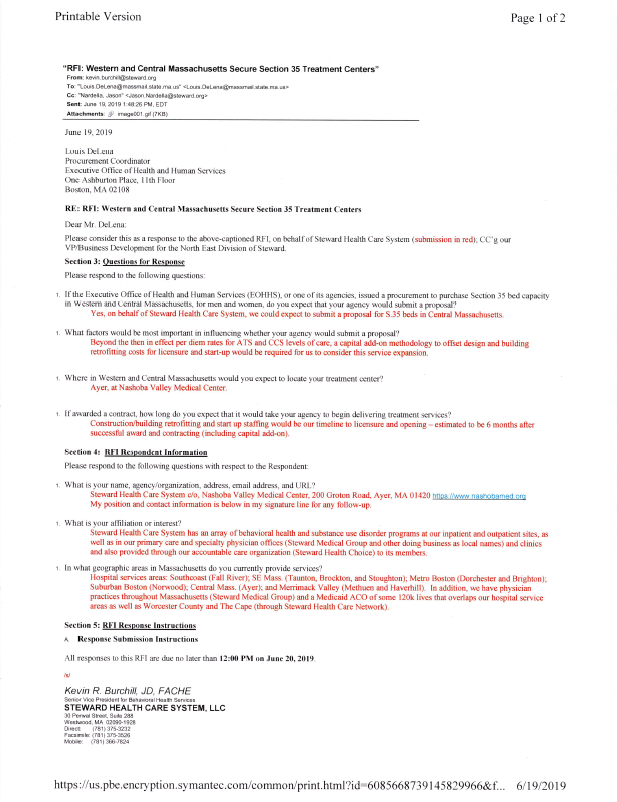 Printable Version
Page 1 of 2
"RFI: Western and Central Massachusetts Secure Section 35 Treatment Centers"
From: kevin.burchill@steward.org
To: "'Louis.DeLena@massmail.state.ma.us" <Louis.DeLena@massmail.state.ma.us>
Cc: "Nardella, Jason" <Jason.Nardella@steward.org>
Sent: June 19, 2019 1:48:26 PM, EDT
Attachments: image001.gif (7KB)
June 19, 2019
Louis DeLena
Procurement Coordinator
Executive Office of Health and Human Services
One Ashburton Place, 11th Floor
Boston, MA 02108
RE:: RFI: Western and Central Massachusetts Secure Section 35 Treatment Centers
Dear Mr. DeLena:
Please consider this as a response to the above-captioned RFI, on behalf of Steward Health Care System (submission in red); CC'g our
VP/Business Development for the North East Division of Steward.
Section 3: Questions for Response
Please respond to the following questions:
1. If the Executive Office of Health and Human Services (EOHHS), or one of its agencies, issued a procurement to purchase Section 35 bed capacity
in Western and Central Massachusetts, for men and women, do you expect that your agency would submit a proposal?
Yes, on behalf of Steward Health Care System, we could expect to submit a proposal for S.35 beds in Central Massachusetts.
1. What factors would be most important in influencing whether your agency would submit a proposal?
Beyond the then in effect per diem rates for ATS and CCS levels of care, a capital add-on methodology to offset design and building
retrofitting costs for licensure and start-up would be required for us to consider this service expansion.
1. Where in Western and Central Massachusetts would you expect to locate your treatment center?
Ayer, at Nashoba Valley Medical Center.
1. If awarded a contract, how long do you expect that it would take your agency to begin delivering treatment services?
Construction/building retrofitting and start up staffing would be our timeline to licensure and opening – estimated to be 6 months after
successful award and contracting (including capital add-on).
Section 4: RFI Respondent Information
Please respond to the following questions with respect to the Respondent:
1. What is your name, agency/organization, address, email address, and URL?
Steward Health Care System c/o, Nashoba Valley Medical Center, 200 Groton Road, Ayer, MA 01420 https://www.nashobamed.org
My position and contact information is below in my signature line for any follow-up.
1. What is your affiliation or interest?
Steward Health Care System has an array of behavioral health and substance use disorder programs at our inpatient and outpatient sites, as
well as in our primary care and specialty physician offices (Steward Medical Group and other doing business as local names) and clinics
and also provided through our accountable care organization (Steward Health Choice) to its members.
1. In what geographic areas in Massachusetts do you currently provide services?
Hospital services areas: Southcoast (Fall River); SE Mass. (Taunton, Brockton, and Stoughton); Metro Boston (Dorchester and Brighton);
Suburban Boston (Norwood); Central Mass. (Ayer); and Merrimack Valley (Methuen and Haverhill). In addition, we have physician
practices throughout Massachusetts (Steward Medical Group) and a Medicaid ACO of some 120k lives that overlaps our hospital service
areas as well as Worcester County and The Cape (through Steward Health Care Network).
Section 5: RFI Response Instructions
A. Response Submission Instructions
All responses to this RFI are due no later than 12:00 PM on June 20, 2019.
/s/
Kevin R. Burchill, JD, FACHE
Senior Vice President for Behavioral Health Services
STEWARD HEALTH CARE SYSTEM, LLC
30 Perwal Street, Suite 288
Westwood, MA 02090-1928
Direct: (781) 375-3232
Facsimile: (781) 375-3526
Mobile: (781) 366-7824
https://us.pbe.encryption.symantec.com/common/print.html?id=6085668739145829966&f... 6/19/2019